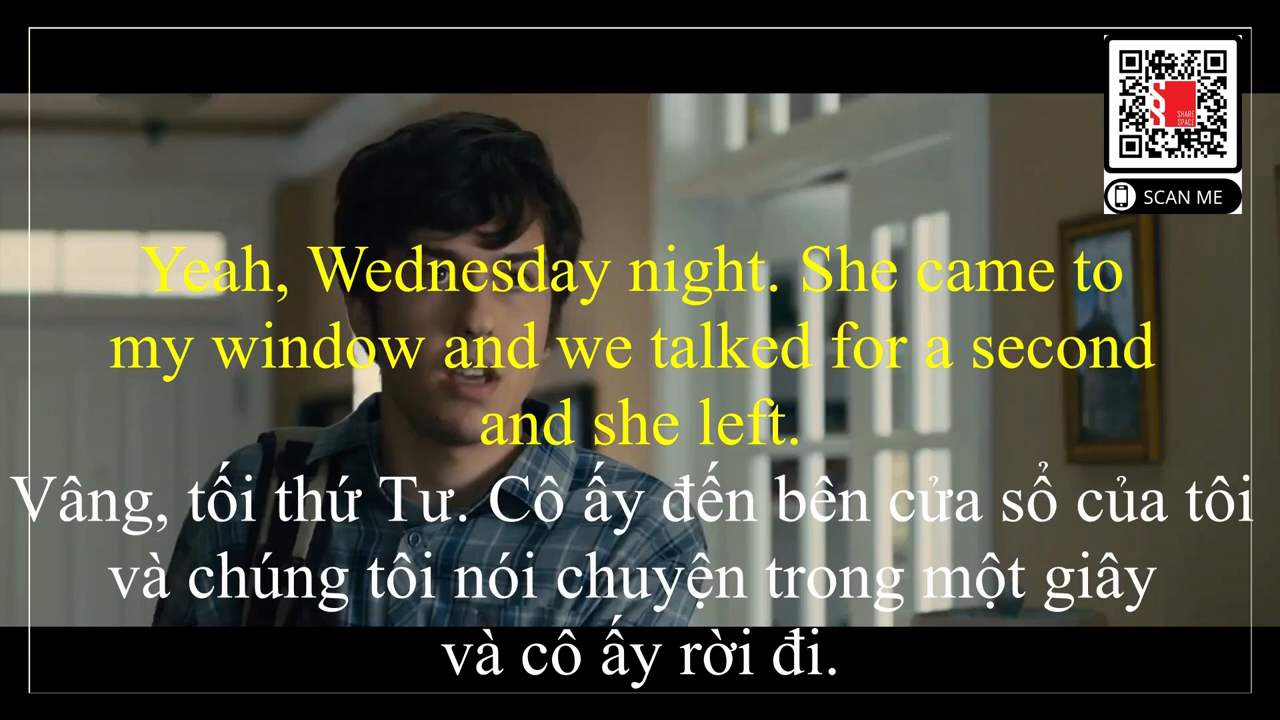 SHARE
SPACE
SCAN ME
Yeah, Wednesday night. She came to
my window and we talked for a second
and she left.
Vâng, tối thứ Tư. Cô ấy đến bên cửa sổ của tôi
và chúng tôi nói chuyện trong một giây
và cô ấy rời đi.